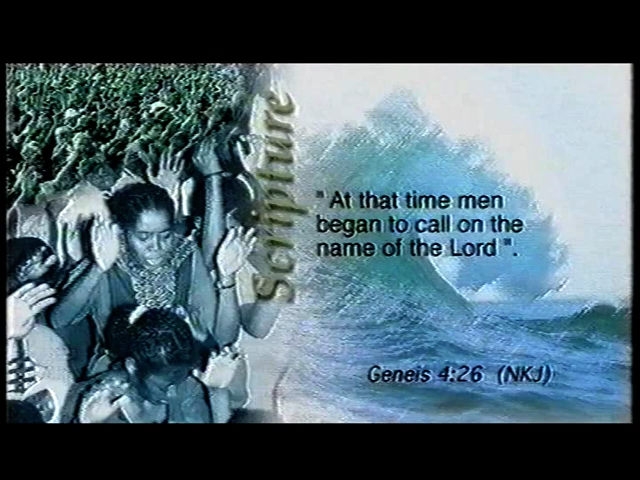 Scripture
" At that time men
began to call on the
name of the Lord ".
Geneis 4:26 (NKJ)